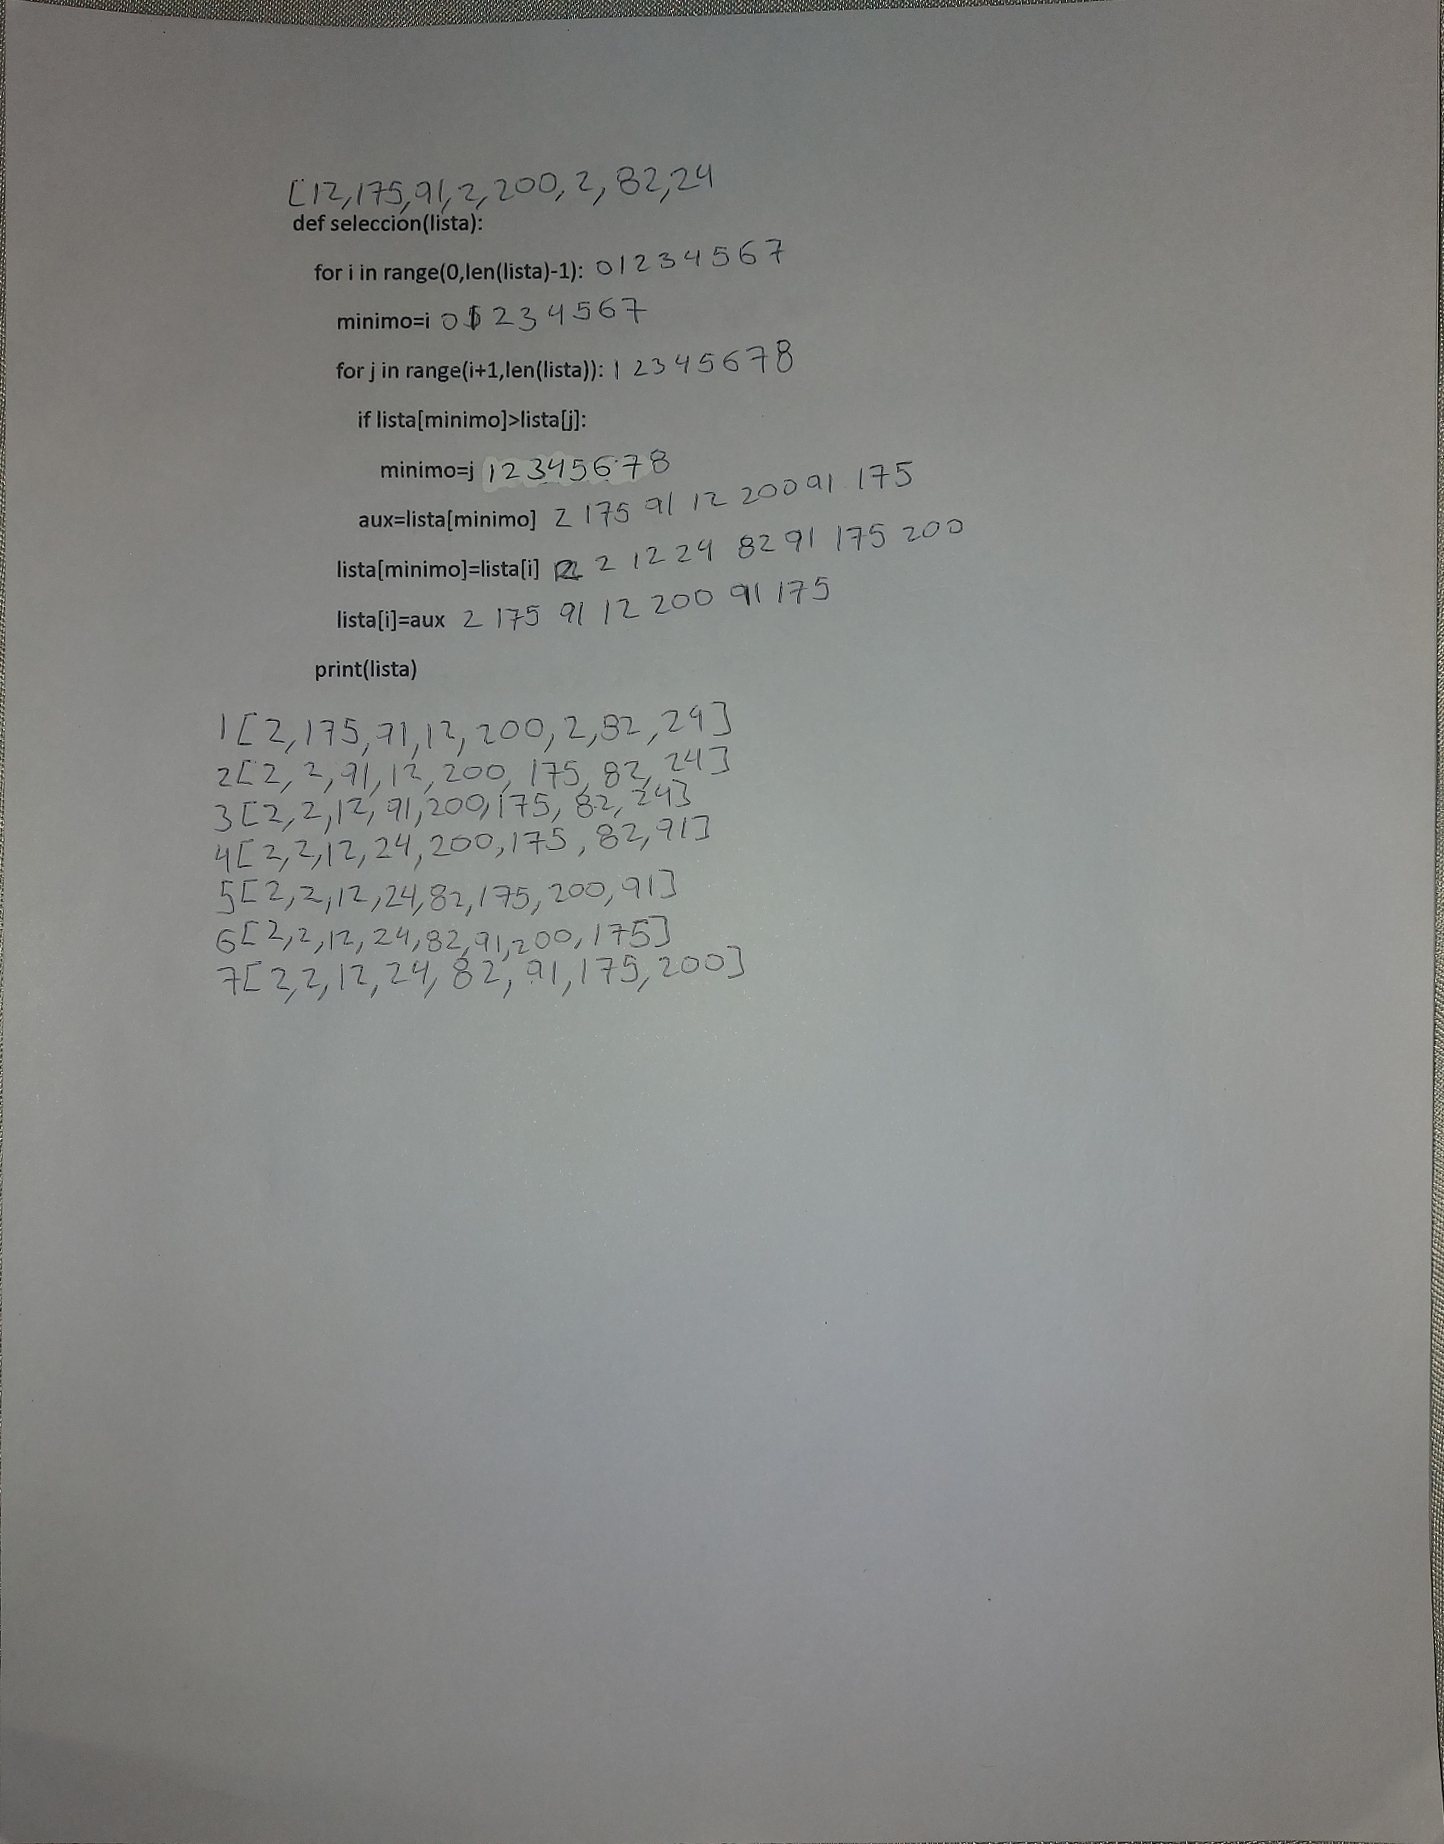 [12,175,91,2,200,2,82,24
def seleccion(lista):
for i in range(0,len(lista)-1): 0 1 2 3 4 5 6 7
minimo=i 0 1 2 3 4 5 6 7
for j in range(i+1,len(lista)): 1 2 3 4 5 6 7 8
if lista[minimo]>lista[j]:
minimo=j 1 2 3 4 5 6 7 8
aux=lista[minimo] 2 175 91 12 200 91 175
lista[minimo]=lista[i] 2 12 24 82 91 175 200
lista[i]=aux 2 175 91 12 200 91 175
print(lista)
1[2,175,91,12,200,2,82,24]
2[2,2,91,12,200,175,82,24]
3[2,2,12,91,200,175,82,24]
4[2,2,12,24,200,175,82,91]
5[2,2,12,24,82,175,200,91]
6[2,2,12,24,82,91,200,175]
7[2,2,12,24,82,91,175,200]